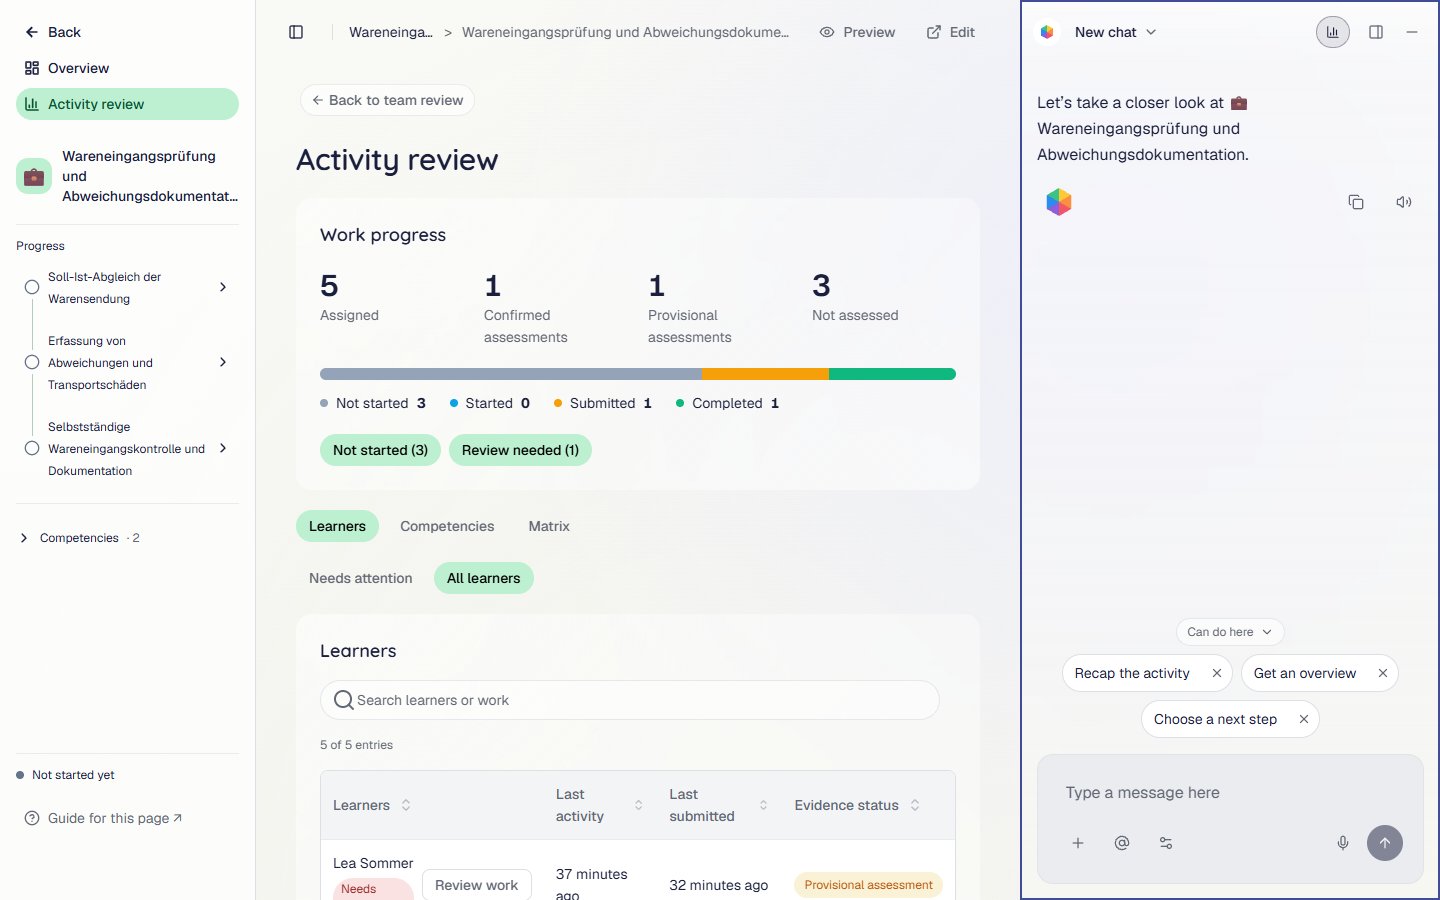 Back
Overview
Activity review
Wareneingangsprüfung
und
Abweichungsdokumentat...
Progress
Soll-Ist-Abgleich der
Warensendung
Erfassung von
Abweichungen und
Transportschäden
Selbstständige
Wareneingangskontrolle und
Dokumentation
Competencies · 2
Not started yet
Guide for this page
Wareneinga... > Wareneingangsprüfung und Abweichungsdokume...
Preview
Edit
Back to team review
Activity review
Work progress
5
Assigned
1
Confirmed
assessments
1
Provisional
assessments
3
Not assessed
Not started 3
Started 0
Submitted 1
Completed 1
Not started (3)
Review needed (1)
Learners
Competencies
Matrix
Needs attention
All learners
Learners
Search learners or work
5 of 5 entries
Learners
Last
activity
Last
submitted
Evidence status
Lea Sommer
Needs
Review work
37 minutes
ago
32 minutes ago
Provisional assessment
New chat
Let's take a closer look at 💼
Wareneingangsprüfung und
Abweichungsdokumentation.
Can do here
Recap the activity
Get an overview
Choose a next step
Type a message here